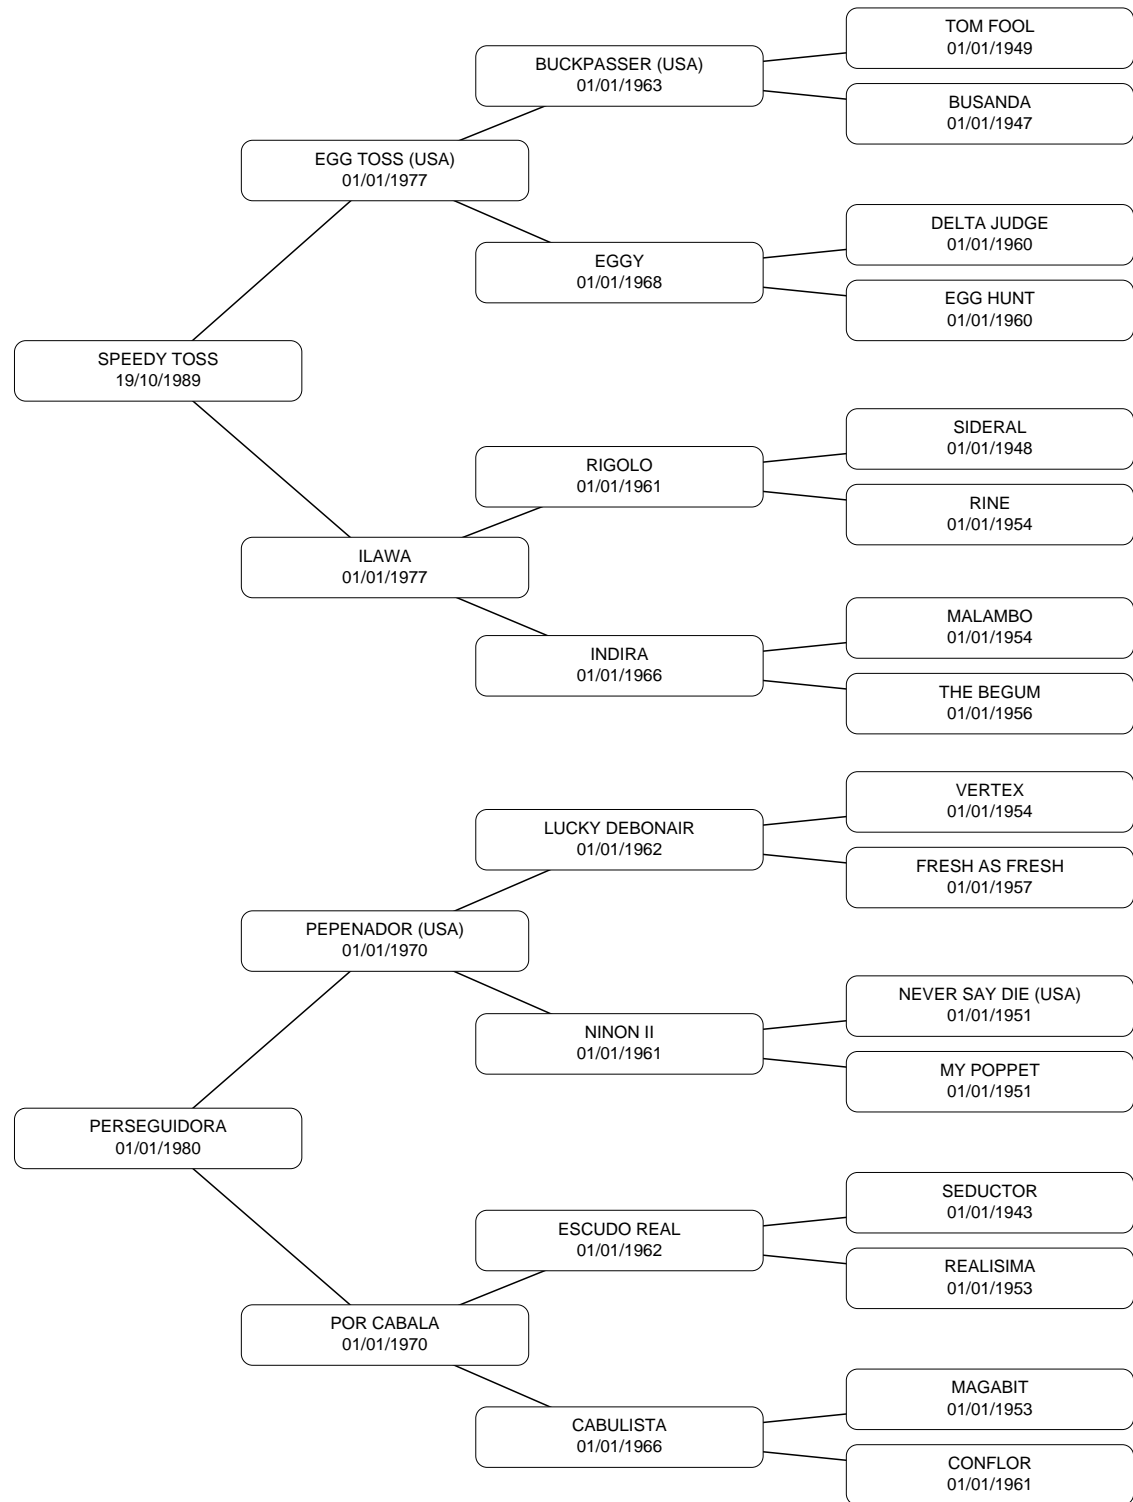 TOM FOOL
01/01/1949
BUCKPASSER (USA)
01/01/1963
BUSANDA
01/01/1947
EGG TOSS (USA)
01/01/1977
DELTA JUDGE
01/01/1960
EGGY
01/01/1968
EGG HUNT
01/01/1960
SPEEDY TOSS
19/10/1989
SIDERAL
01/01/1948
RIGOLO
01/01/1961
RINE
01/01/1954
ILAWA
01/01/1977
MALAMBO
01/01/1954
INDIRA
01/01/1966
THE BEGUM
01/01/1956
VERTEX
01/01/1954
LUCKY DEBONAIR
01/01/1962
FRESH AS FRESH
01/01/1957
PEPENADOR (USA)
01/01/1970
NEVER SAY DIE (USA)
01/01/1951
NINON II
01/01/1961
MY POPPET
01/01/1951
PERSEGUIDORA
01/01/1980
SEDUCTOR
01/01/1943
ESCUDO REAL
01/01/1962
REALISIMA
01/01/1953
POR CABALA
01/01/1970
MAGABIT
01/01/1953
CABULISTA
01/01/1966
CONFLOR
01/01/1961